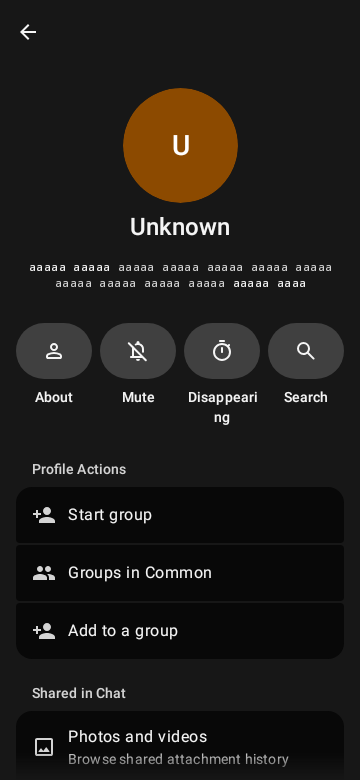 U
Unknown
aaaaa aaaaa aaaaa aaaaa aaaaa aaaaa aaaaa
aaaaa aaaaa aaaaa aaaaa aaaaa aaaa
About
Mute
Disappeari
ng
Search
Profile Actions
Start group
Groups in Common
Add to a group
Shared in Chat
Photos and videos
Browse shared attachment history